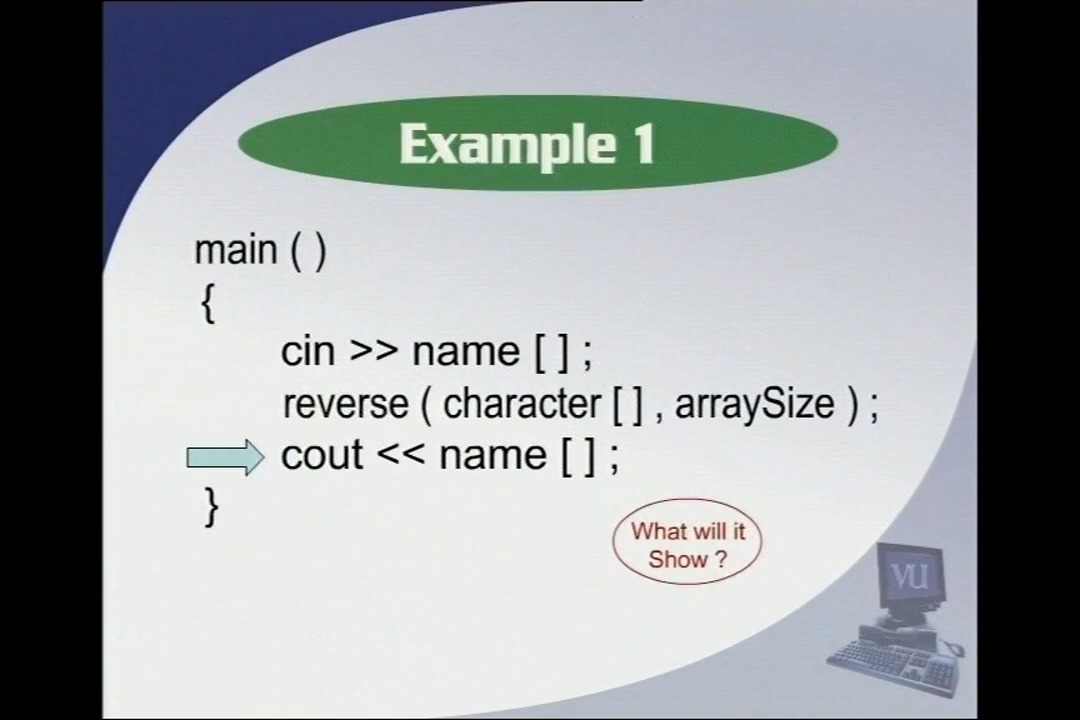 Example 1
main ( )
{
cin >> name [ ] ;
reverse ( character [ ] , arraySize ) ;
cout << name [ ] ;
}
What will it
Show ?
VU